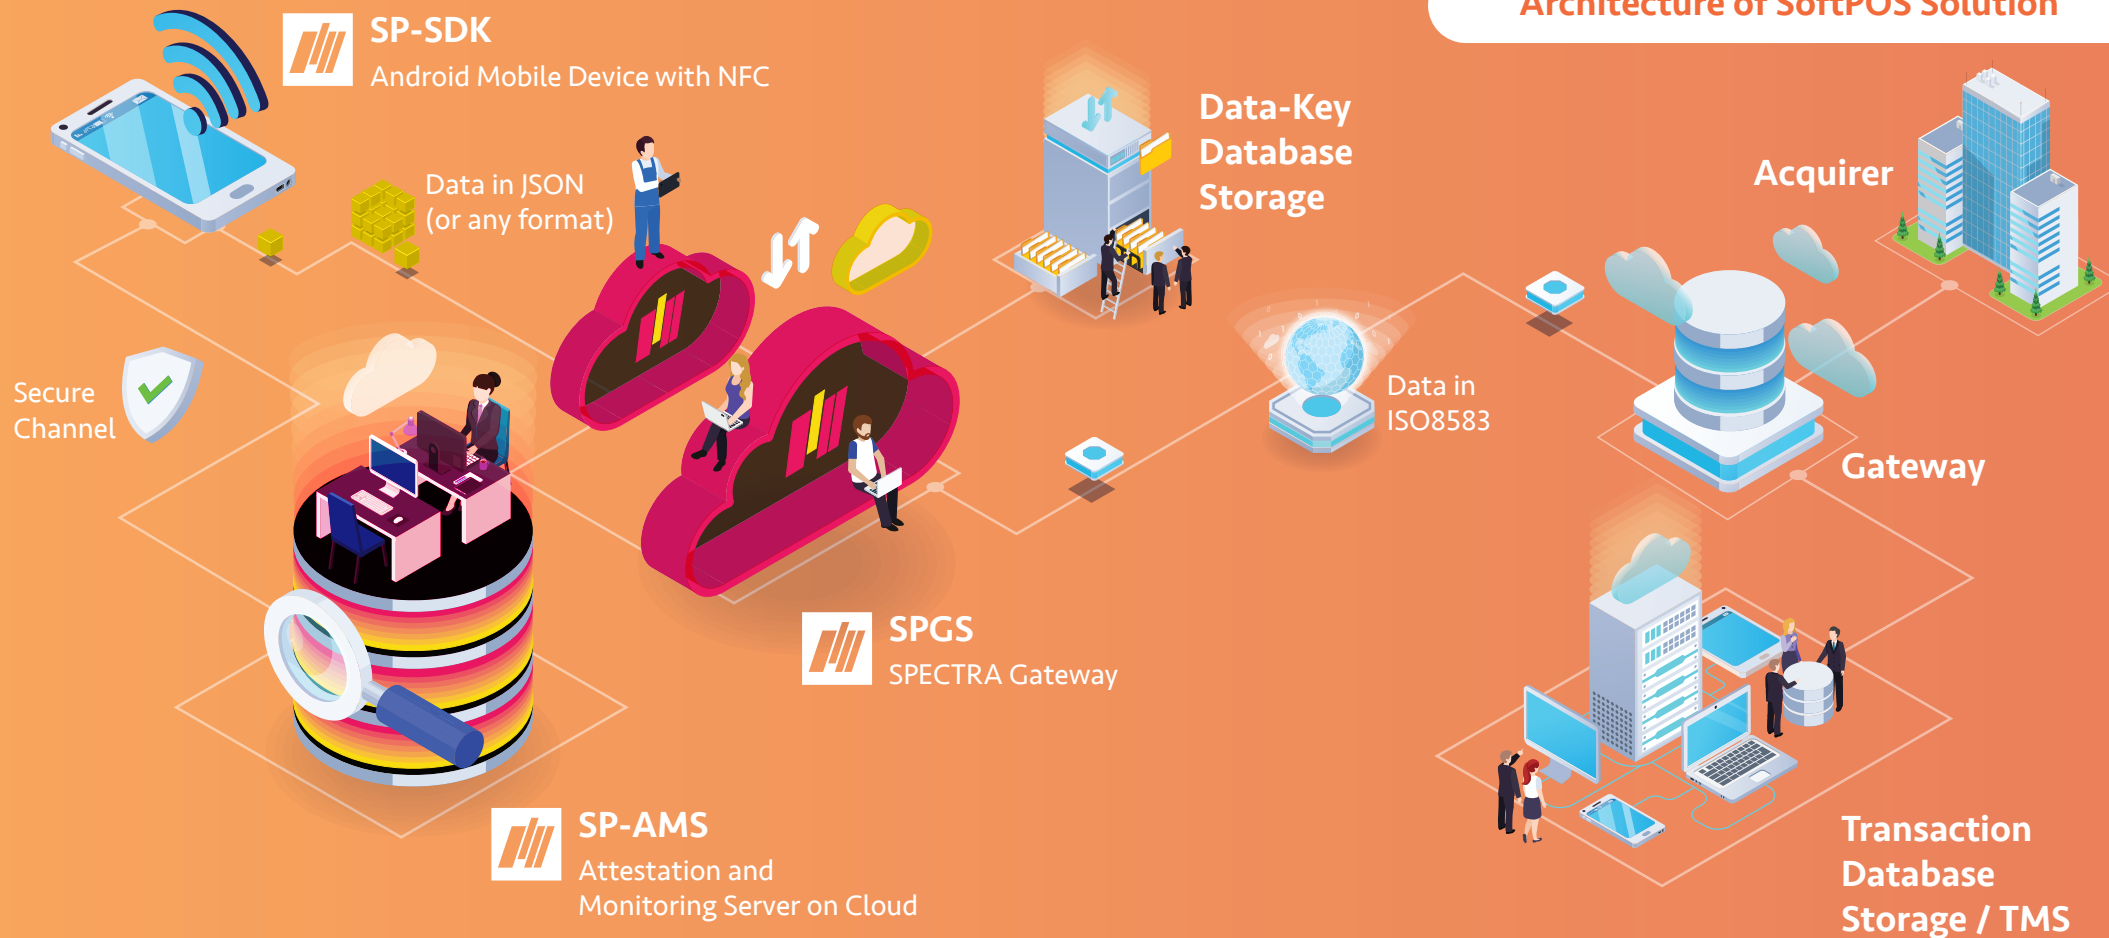 Architecture of SoftPOS Solution
SP-SDK
Android Mobile Device with NFC
Data in JSON
(or any format)
Data-Key
Database
Storage
Acquirer
Secure
Channel
Data in
ISO8583
Gateway
SPGS
SPECTRA Gateway
SP-AMS
Attestation and
Monitoring Server on Cloud
Transaction
Database
Storage / TMS